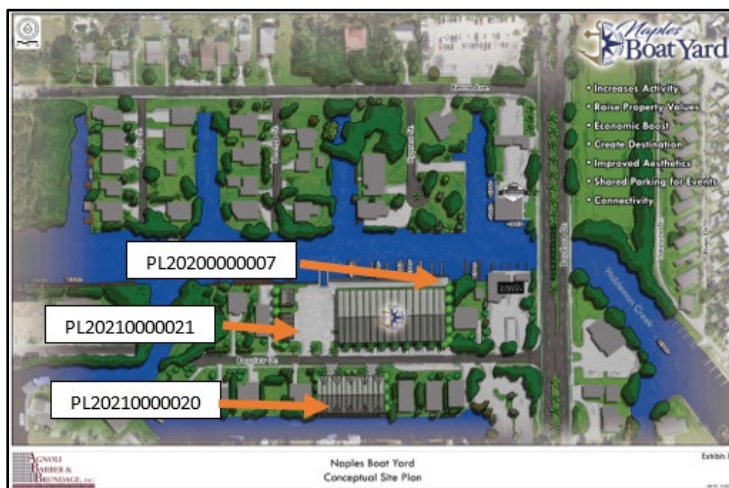 Naples
Boat Yard
• Increases Activity
• Raise Property Values
• Economic Boost
• Create Destination
• Improved Aesthetics
• Shared Parking for Events
• Connectivity
PL20200000007
PL20210000021
PL20210000020
Haldeman Creek
AGNOLI
BARBER &
BRUNDAGE, INC.
Naples Boat Yard
Conceptual Site Plan